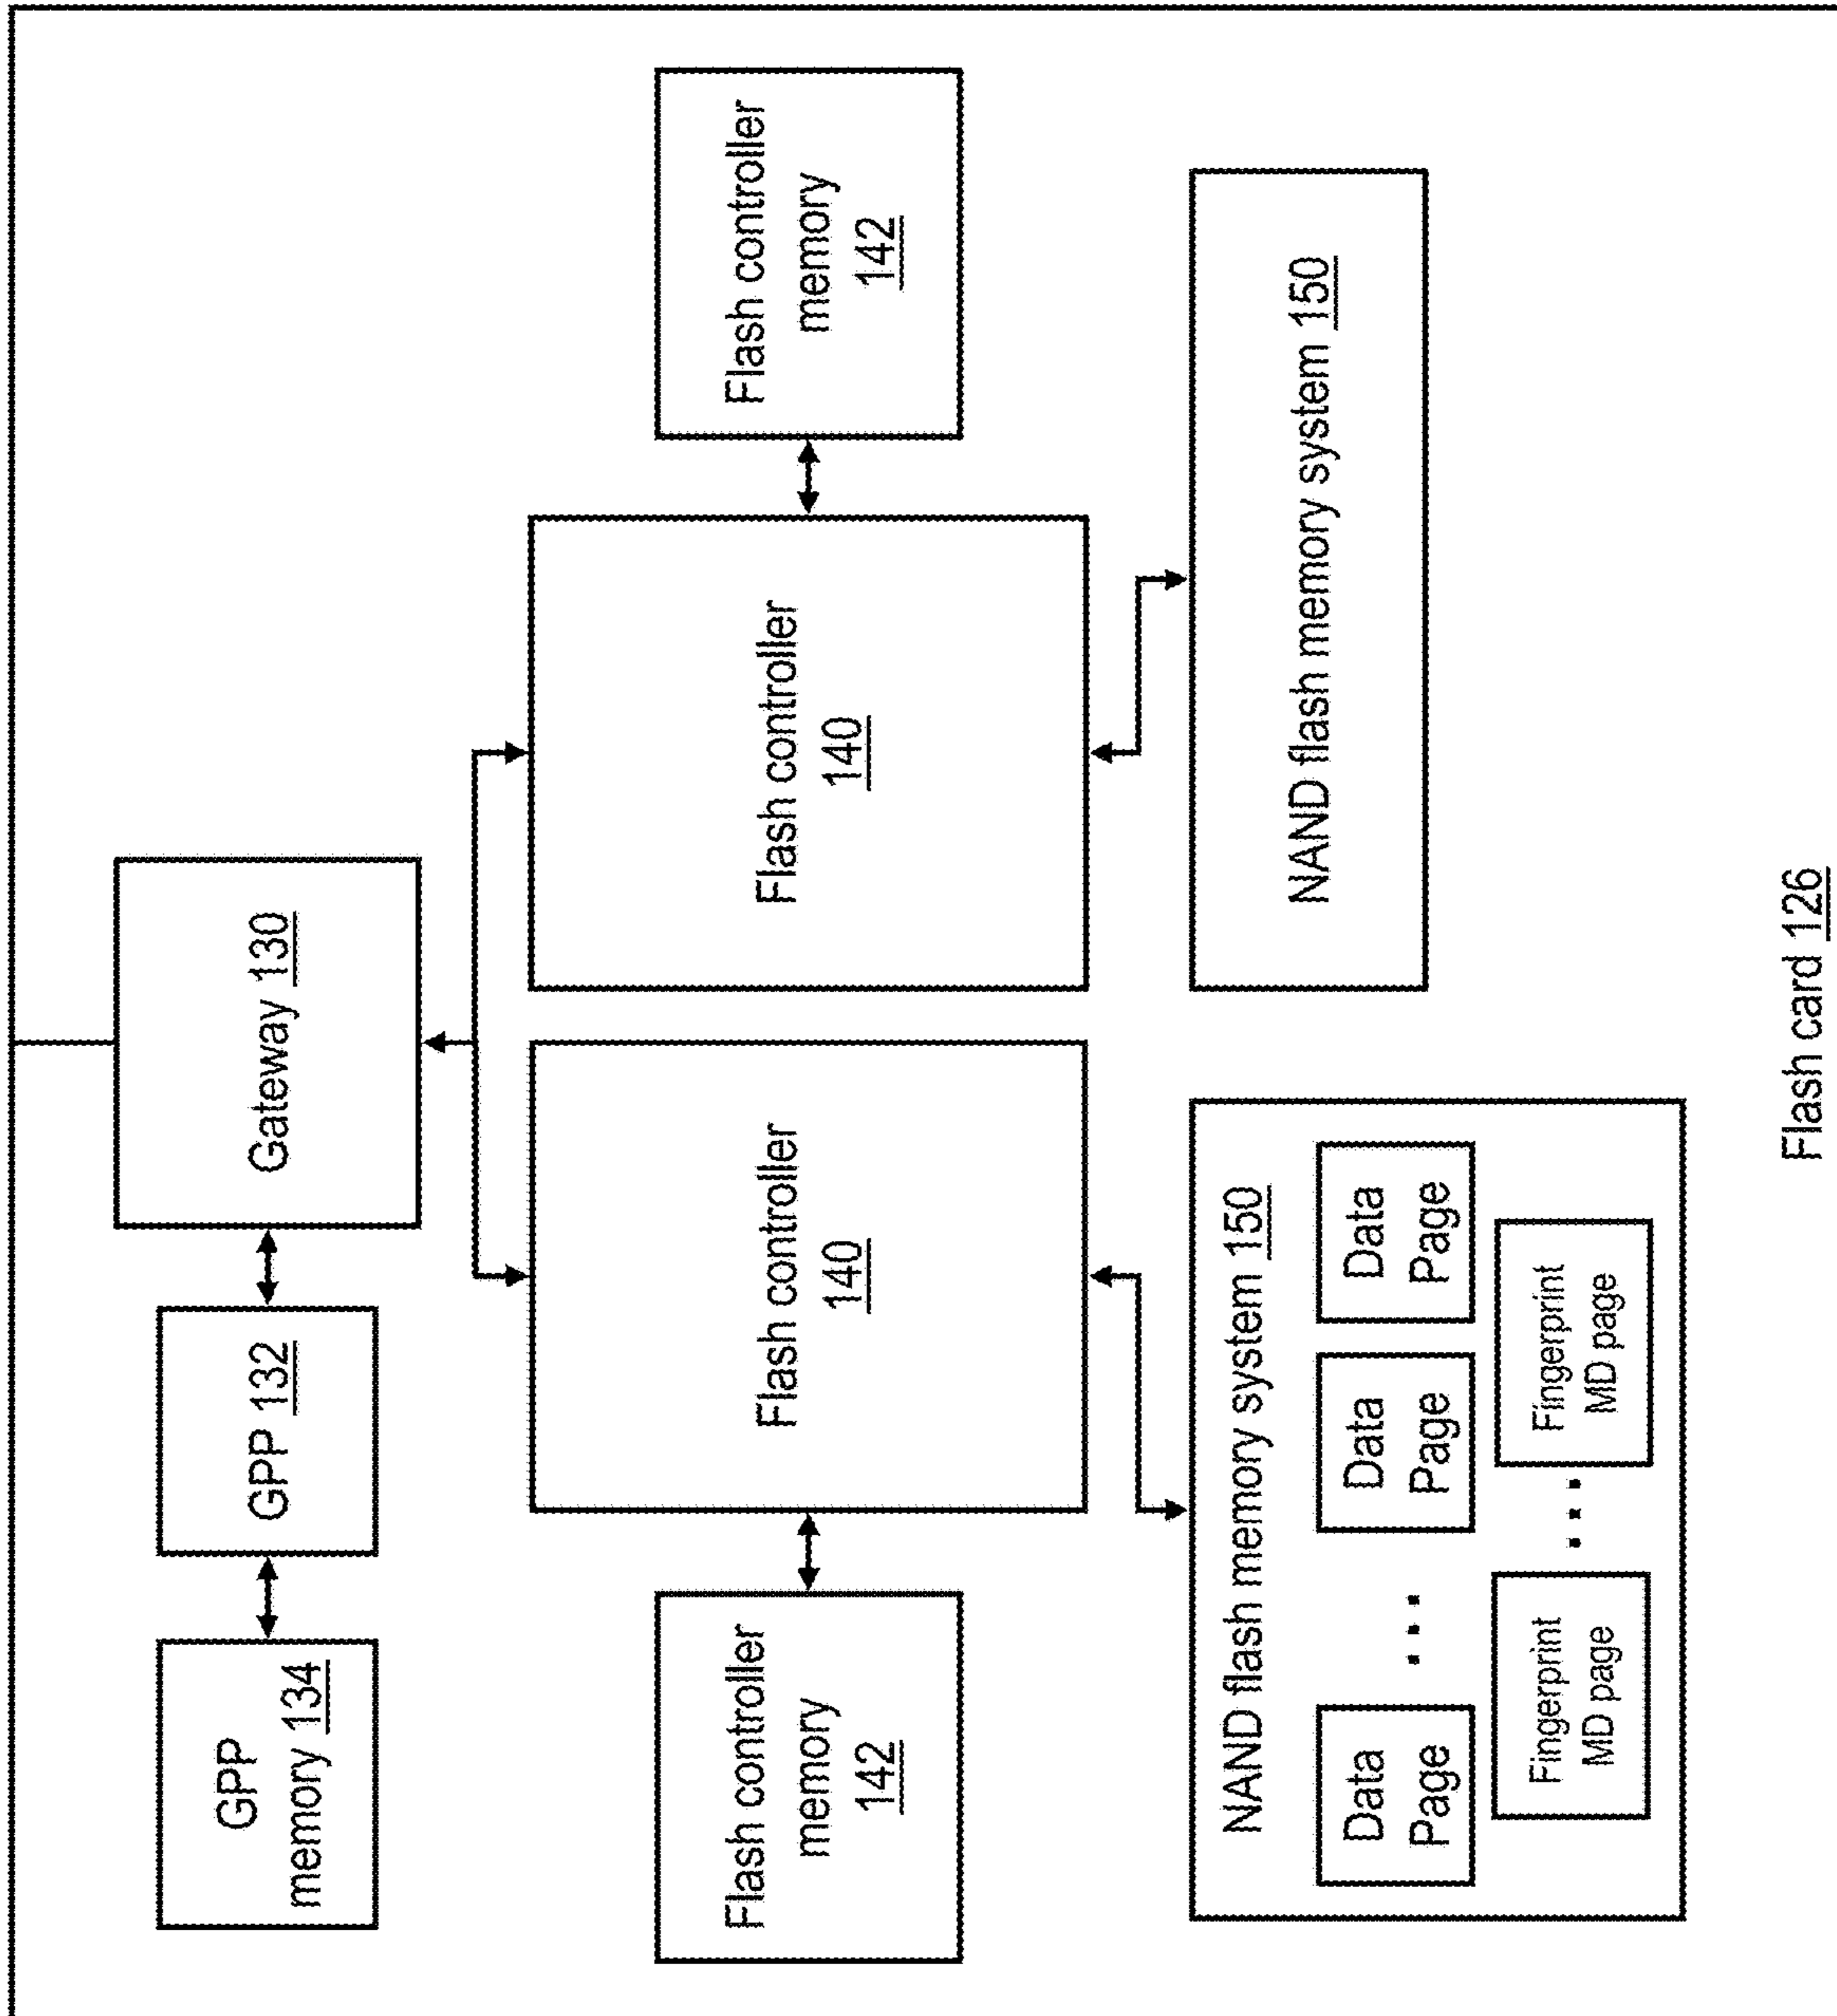 GPP
memory 134
GPP 132
Gateway 130
Flash controller
memory
142
Flash controller
140
Flash controller
140
Flash controller
memory
142
NAND flash memory system 150
Data
Page
...
Data
Page
Data
Page
Fingerprint
MD page
...
Fingerprint
MD page
NAND flash memory system 150
Flash card 126